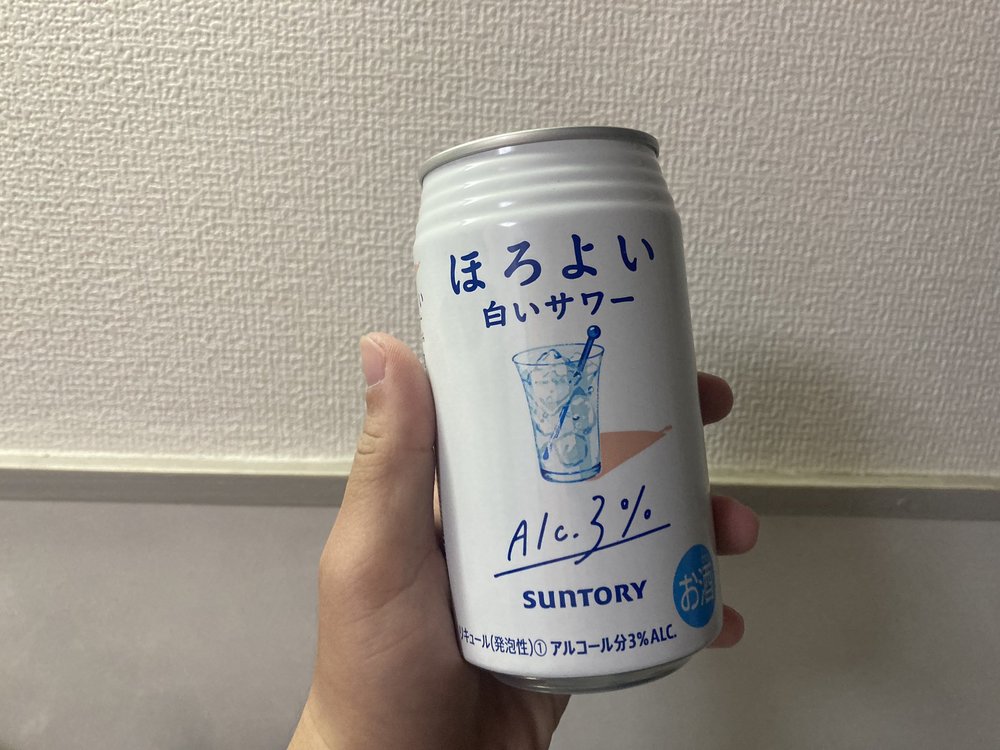 ほろよい
白いサワー
Alc.3%
SUNTORY
お酒
リキュール(発泡性)① アルコール分3%ALC.